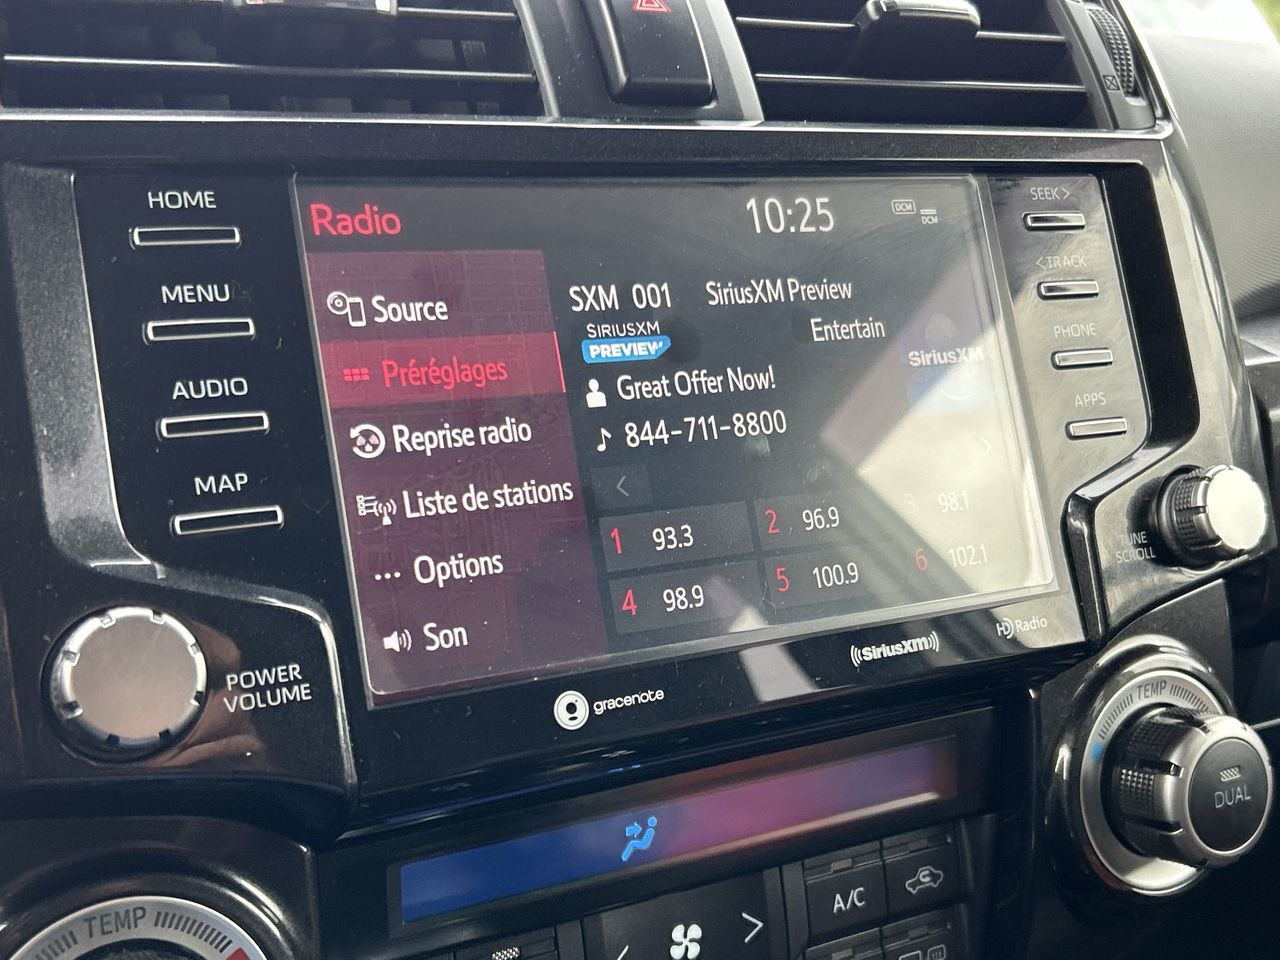 HOME
MENU
AUDIO
MAP
POWER
VOLUME
Radio
10:25
DCM
DCM
Source
Préréglages
Reprise radio
Liste de stations
Options
Son
SXM 001 SiriusXM Preview
SIRIUSXM
PREVIEW
Entertain
SiriusXM
Great Offer Now!
844-711-8800
1 93.3
2 96.9
3 98.1
4 98.9
5 100.9
6 102.1
SEEK >
< TRACK
PHONE
APPS
TUNE
SCROLL
gracenote
SiriusXM
HD Radio
TEMP
DUAL
TEMP
A/C